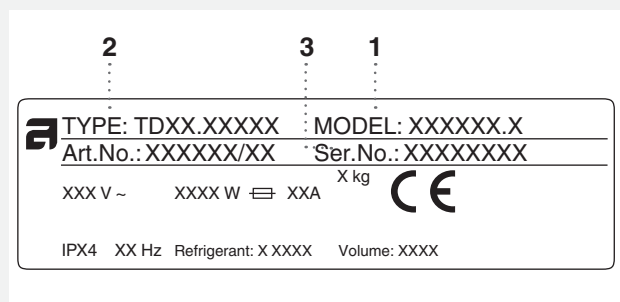 2 3 1
TYPE: TDXX.XXXXX MODEL: XXXXXX.X
Art.No.: XXXXXX/XX Ser.No.: XXXXXXXX
X kg
XXX V ~ XXXX W XXA CE
IPX4 XX Hz Refrigerant: X XXXX Volume: XXXX